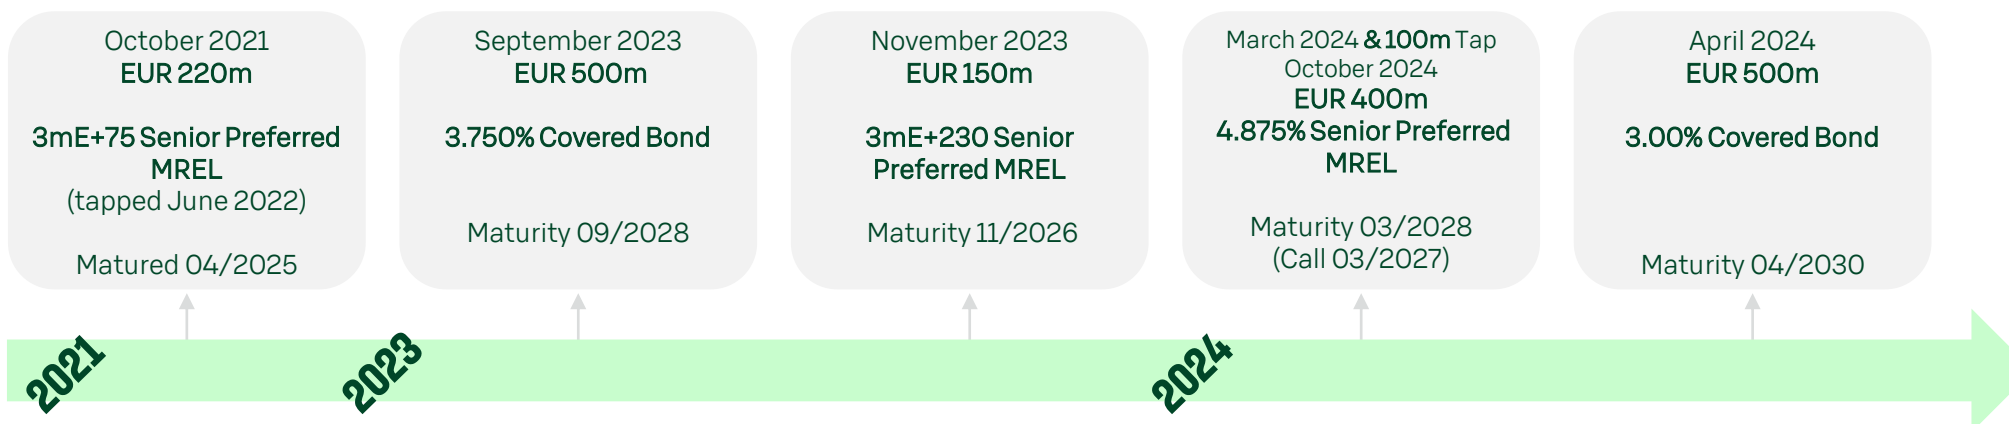 October 2021
EUR 220m
3mE+75 Senior Preferred
MREL
(tapped June 2022)
Matured 04/2025
September 2023
EUR 500m
3.750% Covered Bond
Maturity 09/2028
November 2023
EUR 150m
3mE+230 Senior
Preferred MREL
Maturity 11/2026
March 2024 & 100m Tap
October 2024
EUR 400m
4.875% Senior Preferred
MREL
Maturity 03/2028
(Call 03/2027)
April 2024
EUR 500m
3.00% Covered Bond
Maturity 04/2030
2021
2023
2024